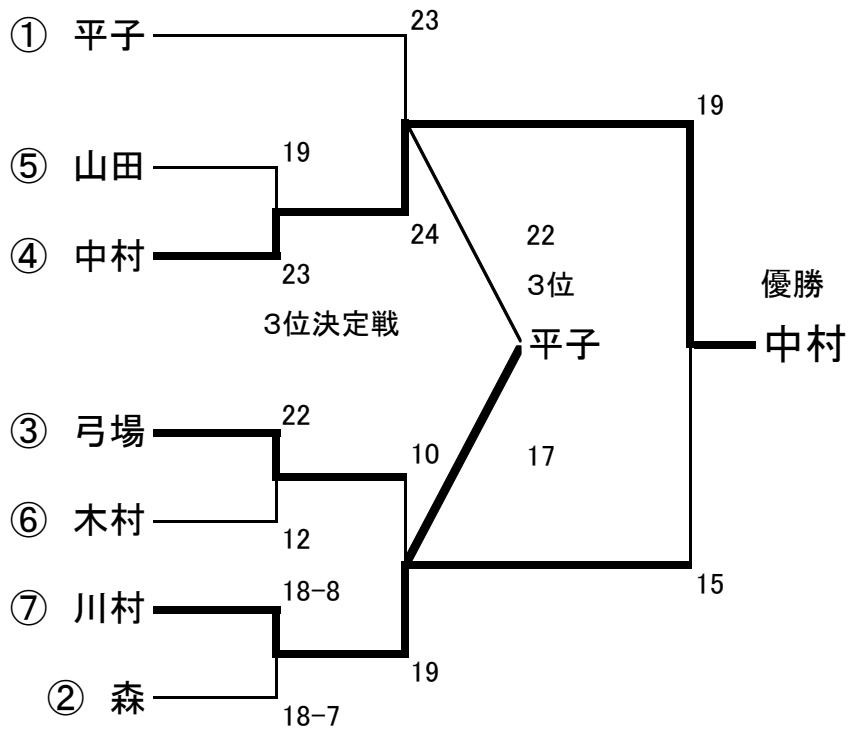 ① 平子
23
19
⑤ 山田
19
④ 中村
23
24
22
3位
3位決定戦
優勝
平子
中村
③ 弓場
22
10
17
⑥ 木村
12
15
⑦ 川村
18-8
19
② 森
18-7